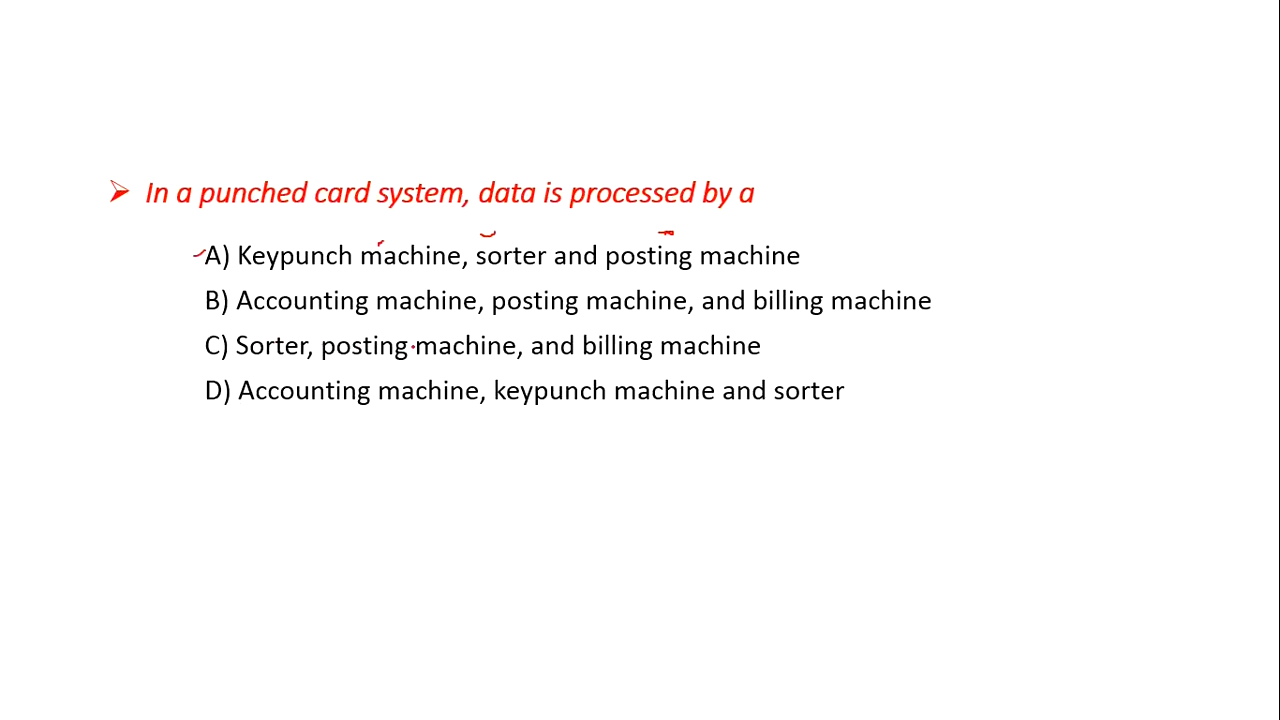 In a punched card system, data is processed by a
A) Keypunch machine, sorter and posting machine
B) Accounting machine, posting machine, and billing machine
C) Sorter, posting machine, and billing machine
D) Accounting machine, keypunch machine and sorter